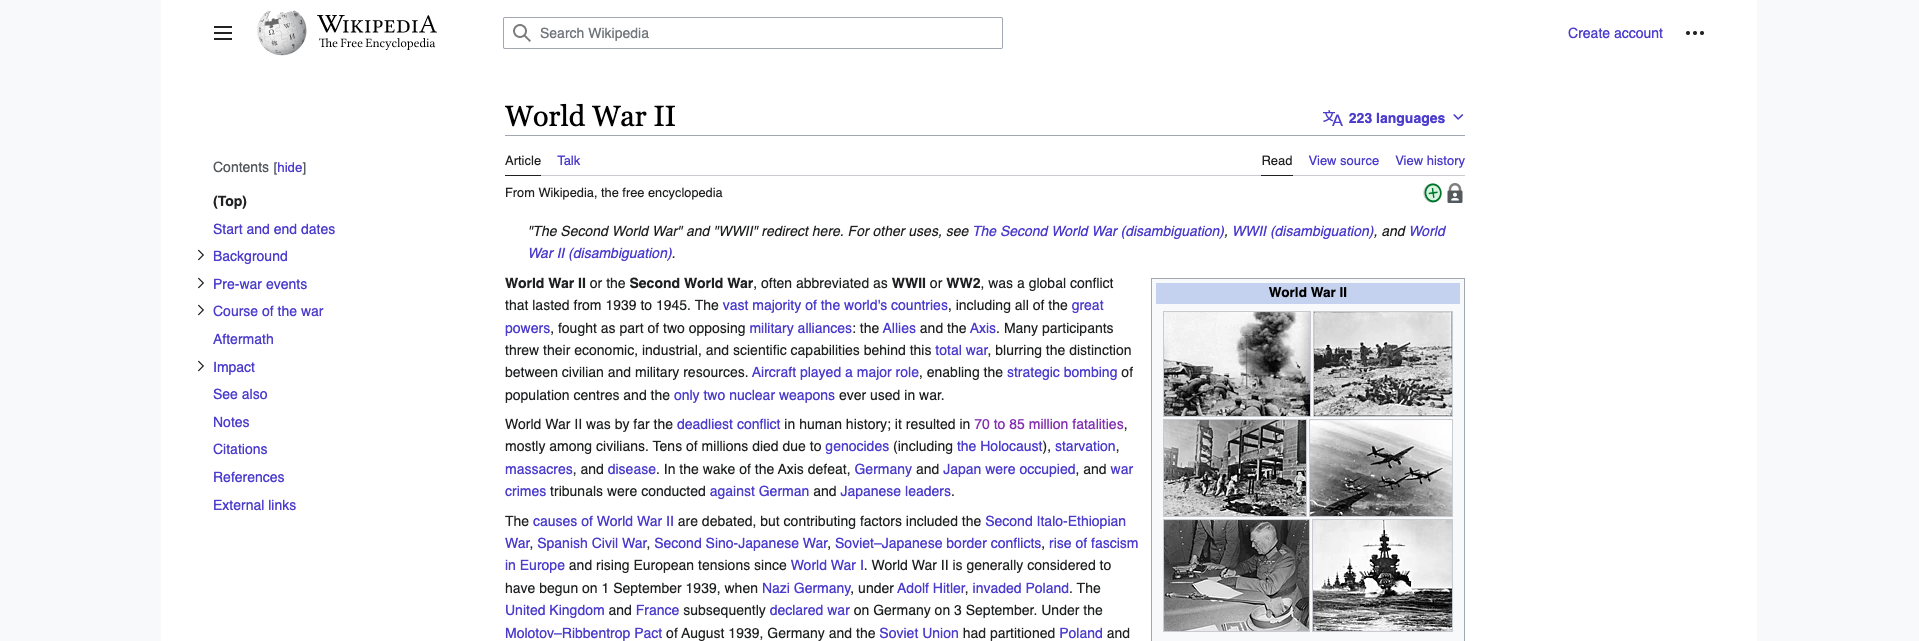 WIKIPEDIA
The Free Encyclopedia
Search Wikipedia
Create account
World War II
223 languages
Contents [hide]
(Top)
Start and end dates
Background
Pre-war events
Course of the war
Aftermath
Impact
See also
Notes
Citations
References
External links
Article Talk
Read View source View history
From Wikipedia, the free encyclopedia
"The Second World War" and "WWII" redirect here. For other uses, see The Second World War (disambiguation), WWII (disambiguation), and World
War II (disambiguation).
World War II or the Second World War, often abbreviated as WWII or WW2, was a global conflict
that lasted from 1939 to 1945. The vast majority of the world's countries, including all of the great
powers, fought as part of two opposing military alliances: the Allies and the Axis. Many participants
threw their economic, industrial, and scientific capabilities behind this total war, blurring the distinction
between civilian and military resources. Aircraft played a major role, enabling the strategic bombing of
population centres and the only two nuclear weapons ever used in war.
World War II was by far the deadliest conflict in human history; it resulted in 70 to 85 million fatalities,
mostly among civilians. Tens of millions died due to genocides (including the Holocaust), starvation,
massacres, and disease. In the wake of the Axis defeat, Germany and Japan were occupied, and war
crimes tribunals were conducted against German and Japanese leaders.
The causes of World War II are debated, but contributing factors included the Second Italo-Ethiopian
War, Spanish Civil War, Second Sino-Japanese War, Soviet–Japanese border conflicts, rise of fascism
in Europe and rising European tensions since World War I. World War II is generally considered to
have begun on 1 September 1939, when Nazi Germany, under Adolf Hitler, invaded Poland. The
United Kingdom and France subsequently declared war on Germany on 3 September. Under the
Molotov–Ribbentrop Pact of August 1939, Germany and the Soviet Union had partitioned Poland and
World War II